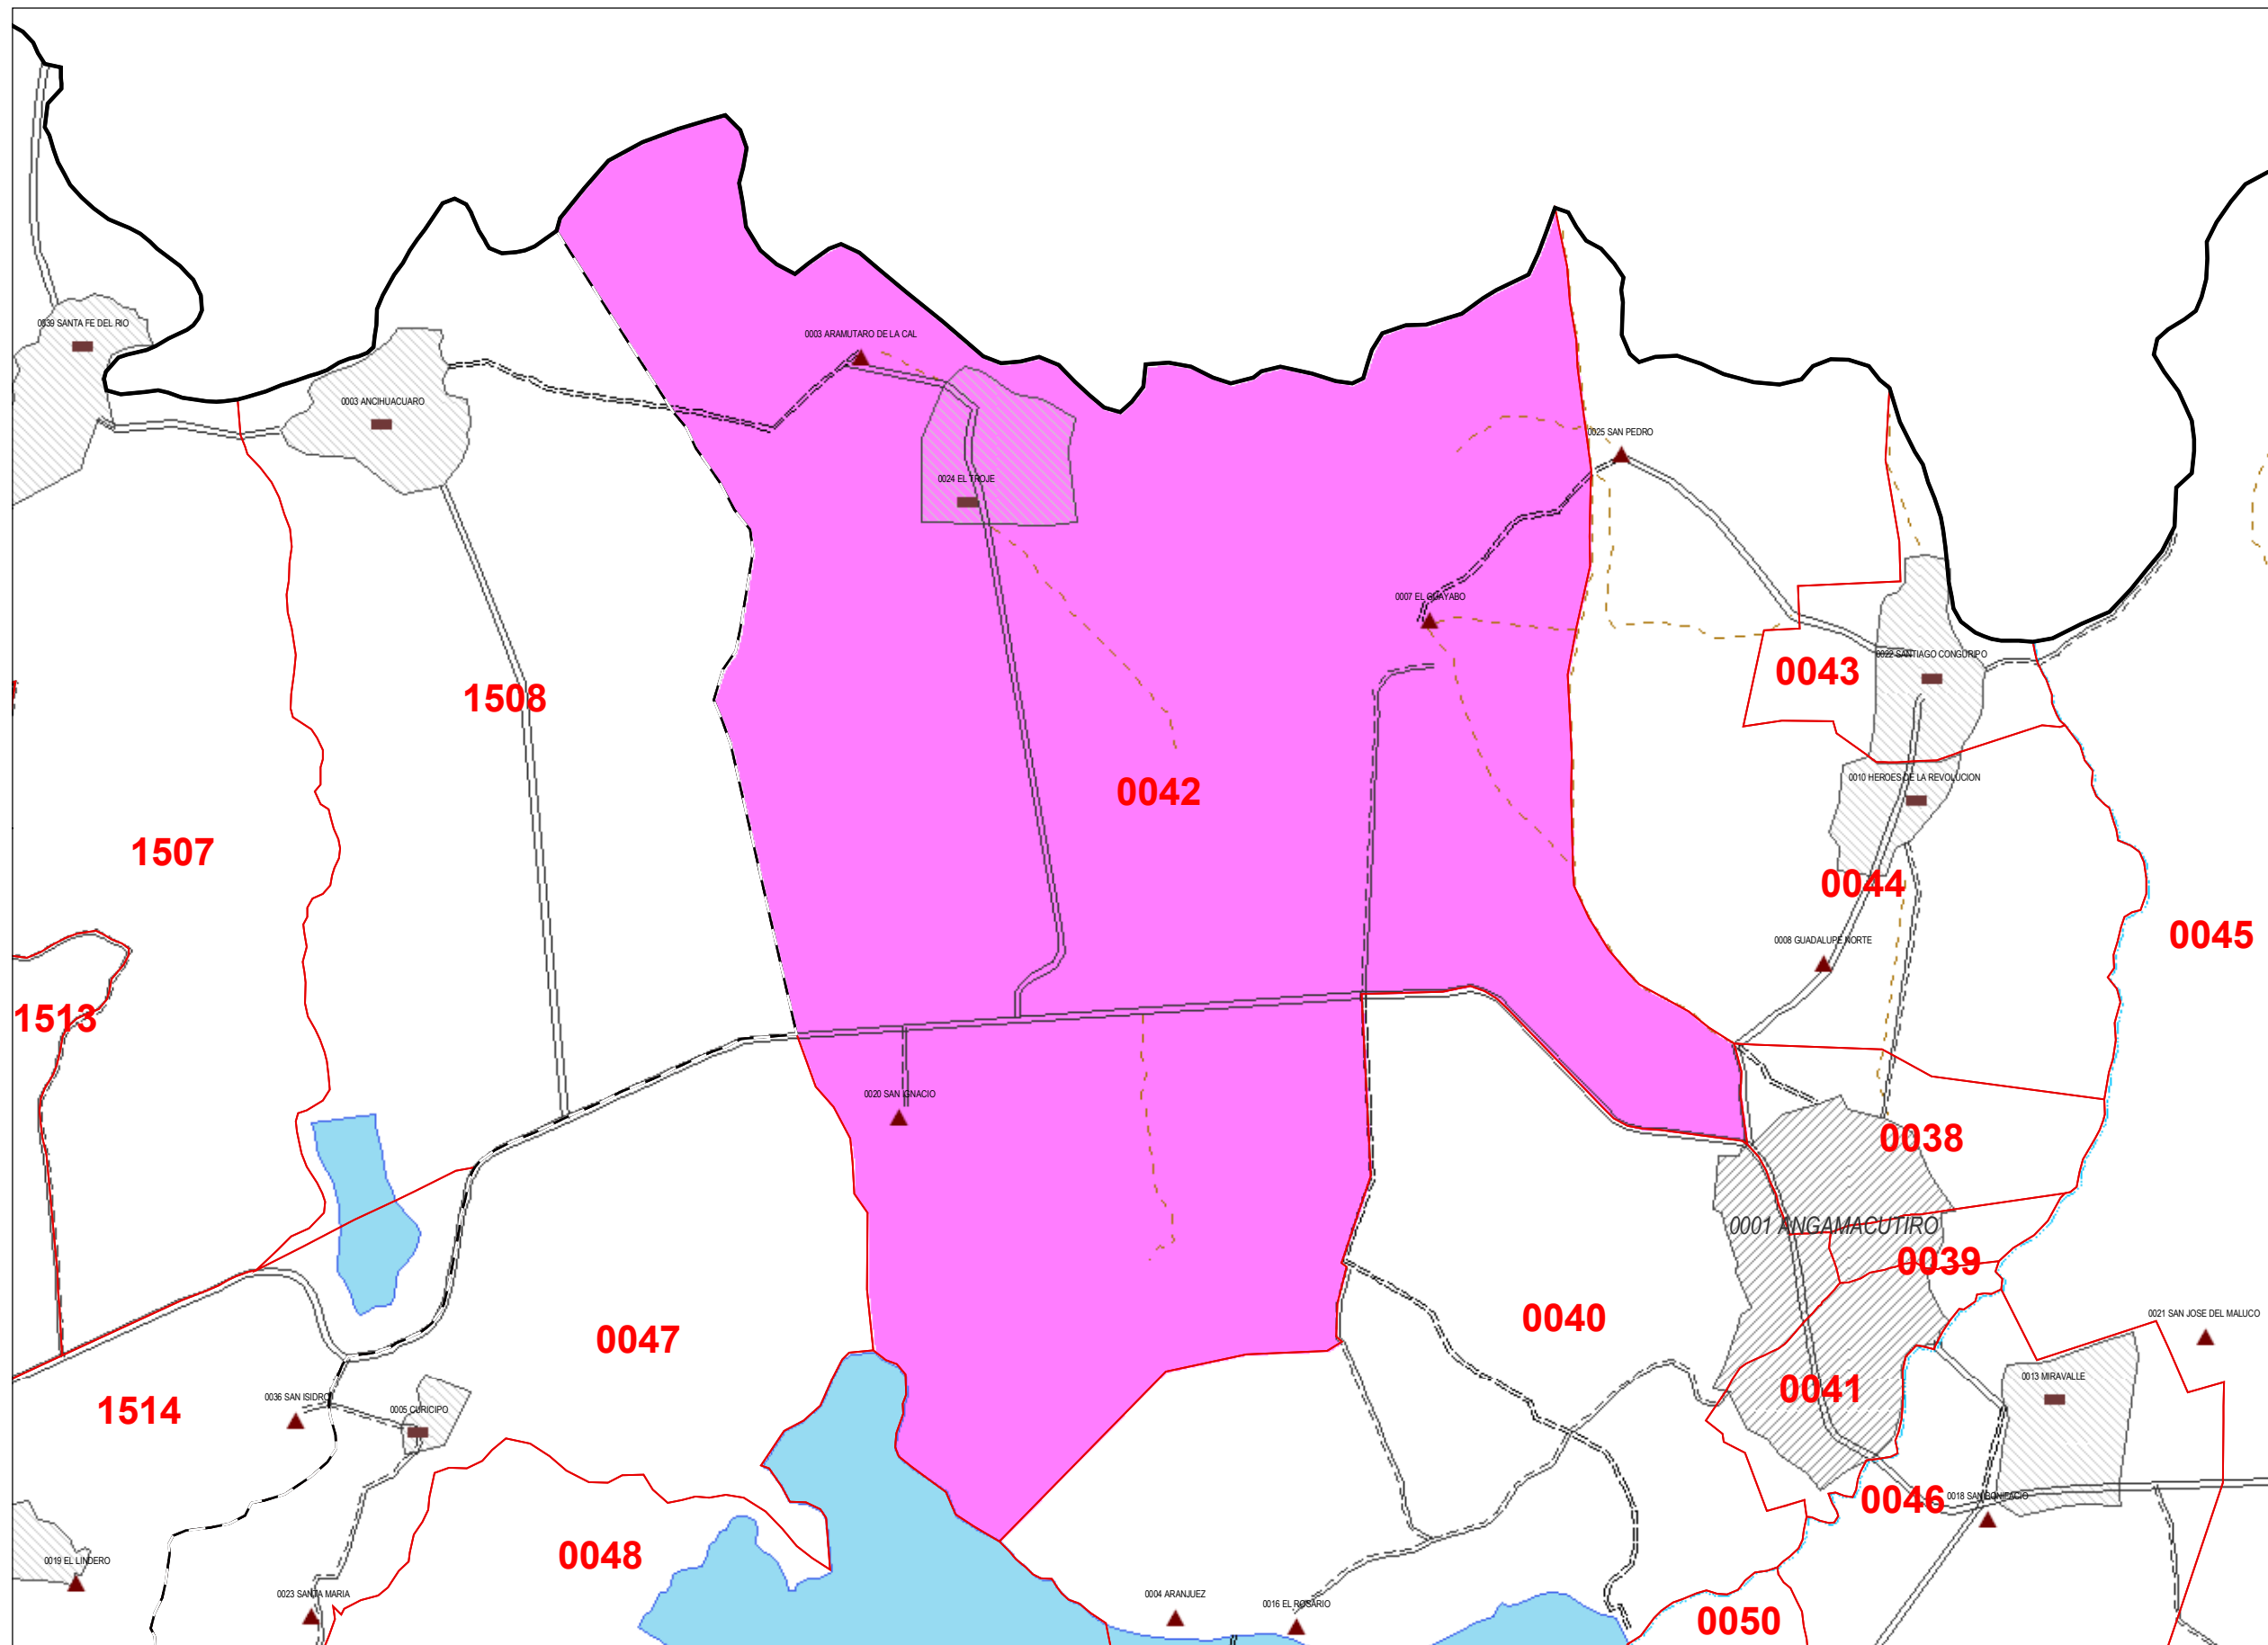 0839 SANTA FE DEL RIO
0003 ARAMUTARO DE LA CAL
0003 ANCIHUACUARO
0025 SAN PEDRO
0024 EL TROJE
0007 EL GUAYABO
0022 SANTIAGO CONGURIPO
0043
1508
0010 HEROES DE LA REVOLUCION
0042
1507
0044
0008 GUADALUPE NORTE
0045
1513
0020 SAN IGNACIO
0038
0001 ANGAMACUTIRO
0039
0021 SAN JOSE DEL MALUCO
0040
0047
0013 MIRAVALLE
0041
0036 SAN ISIDRO
0005 CURICIPO
1514
0046
0018 SAN BONIFACIO
0048
0019 EL LINDERO
0023 SANTA MARIA
0004 ARANJUEZ
0016 EL ROSARIO
0050